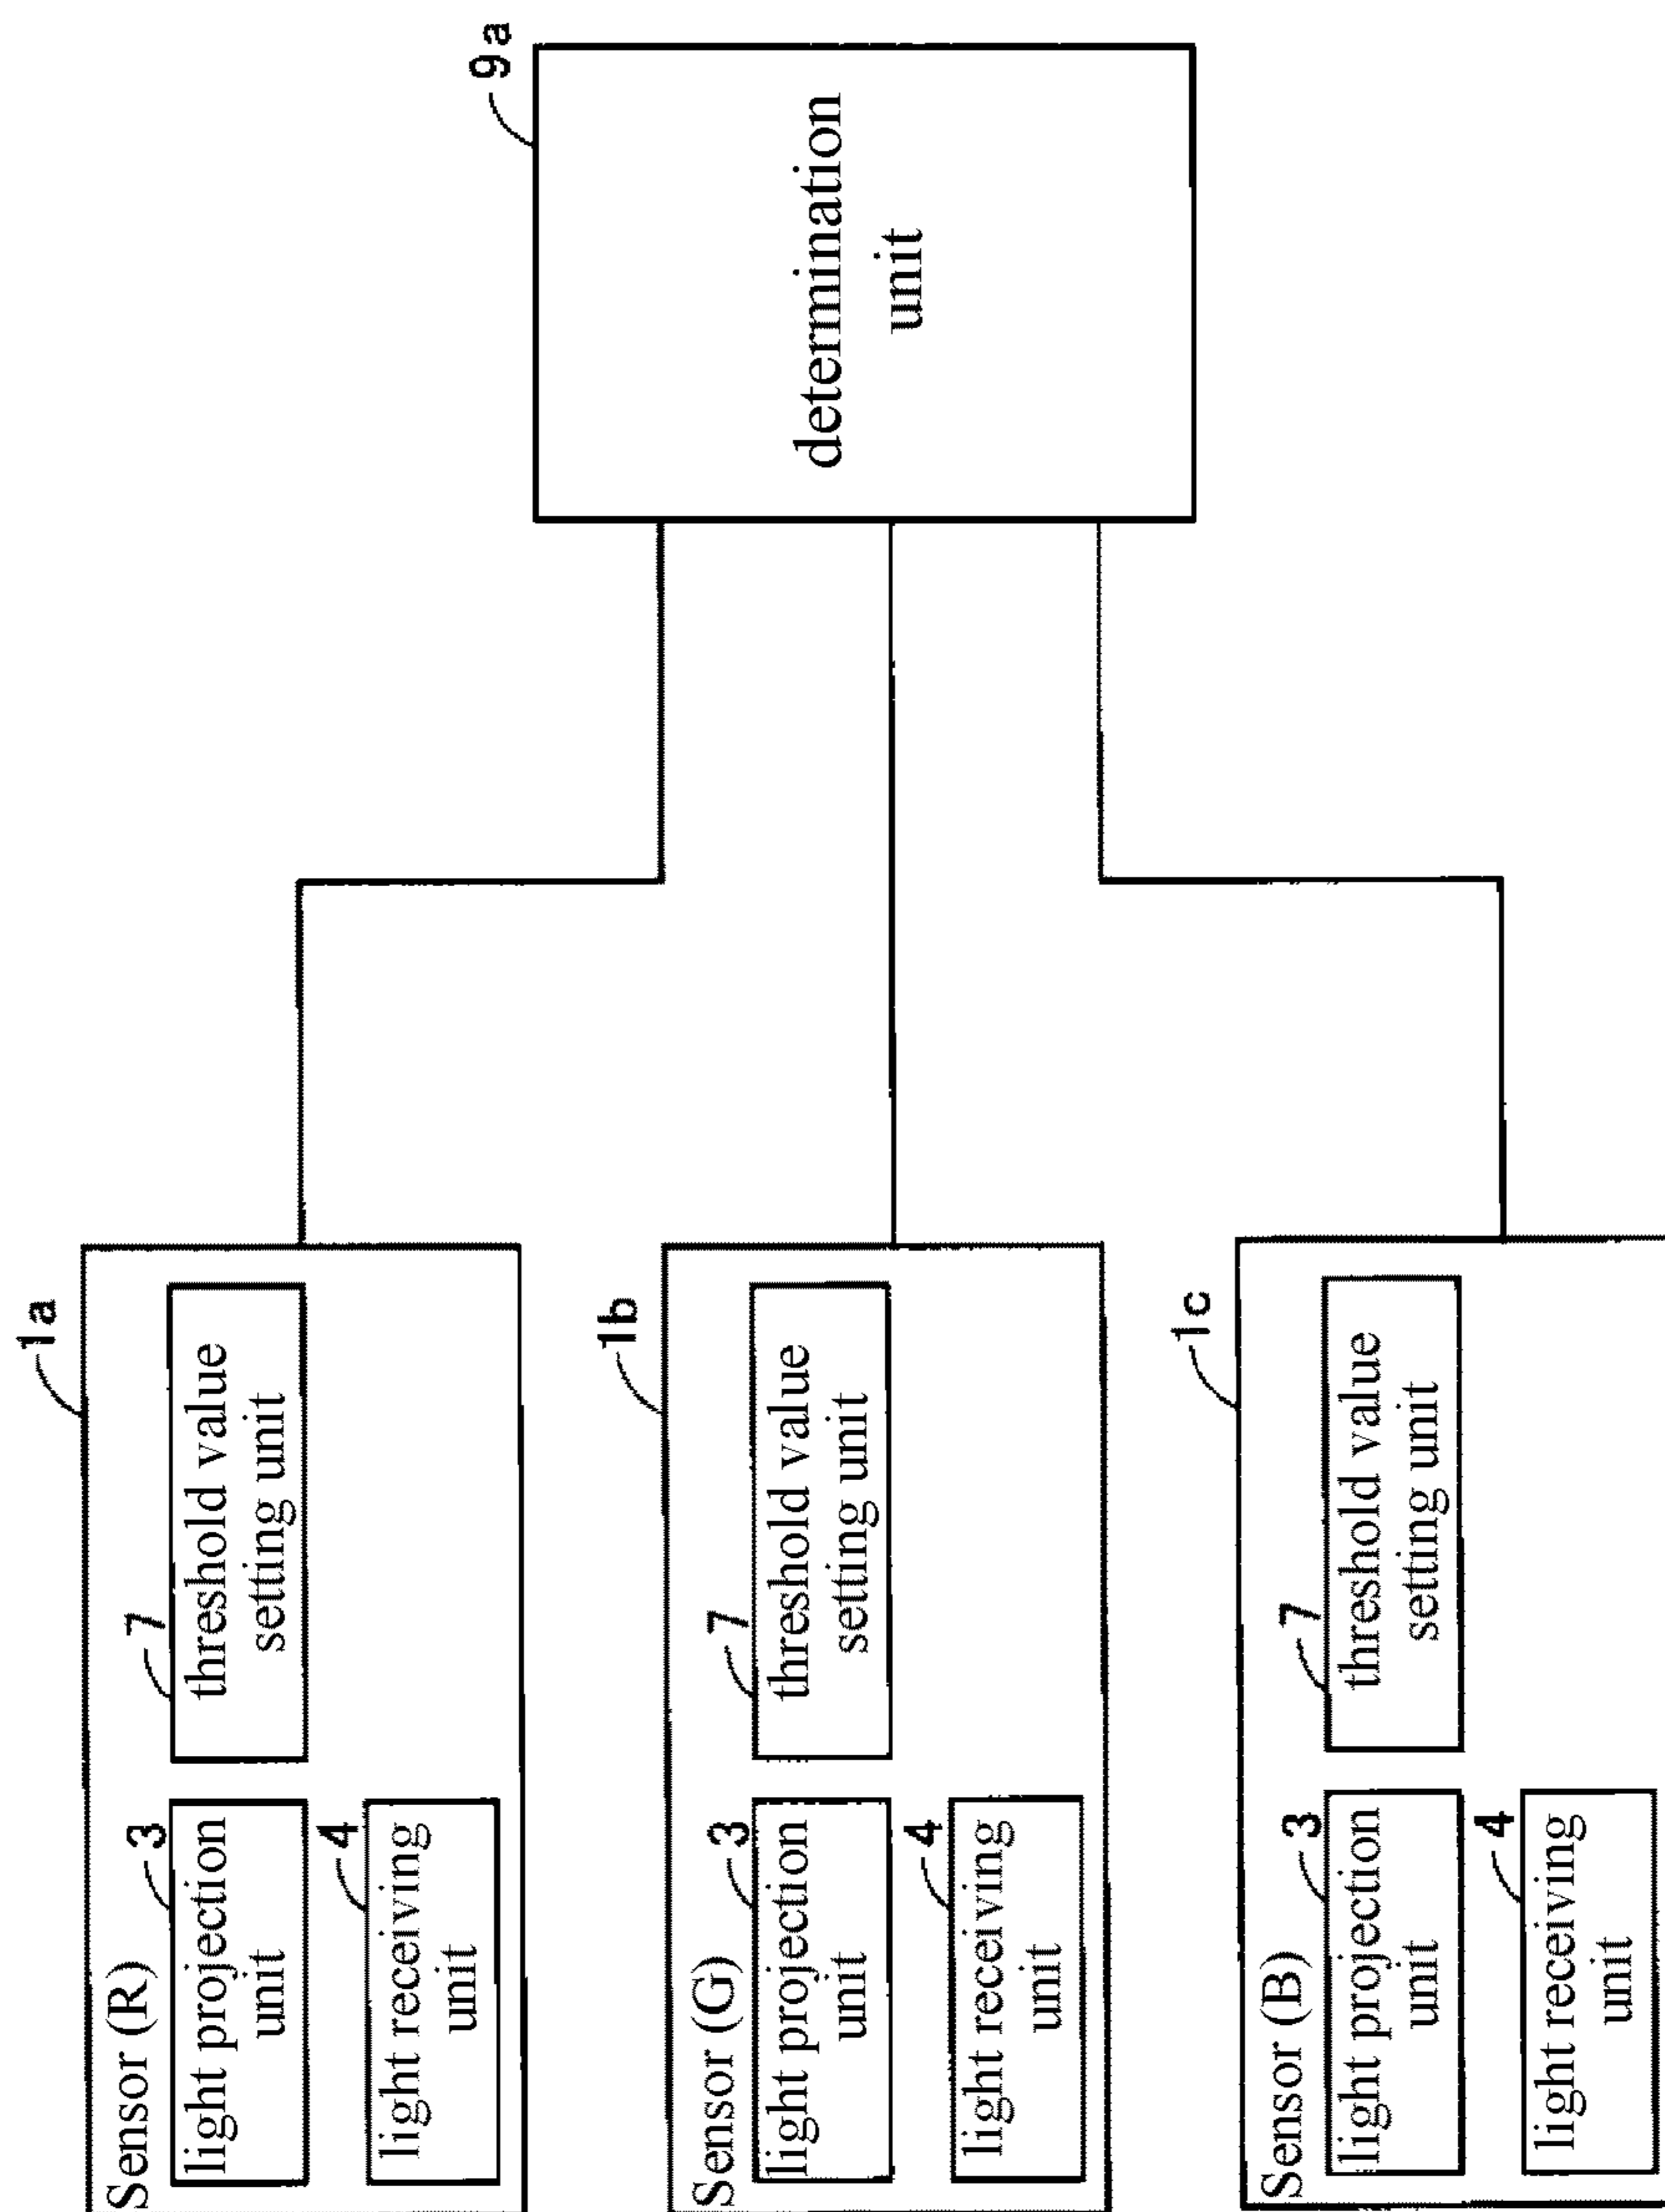 1a
Sensor (R)
3
light projection
unit
7
threshold value
setting unit
4
light receiving
unit
1b
Sensor (G)
3
light projection
unit
7
threshold value
setting unit
4
light receiving
unit
1c
Sensor (B)
3
light projection
unit
7
threshold value
setting unit
4
light receiving
unit
9a
determination
unit